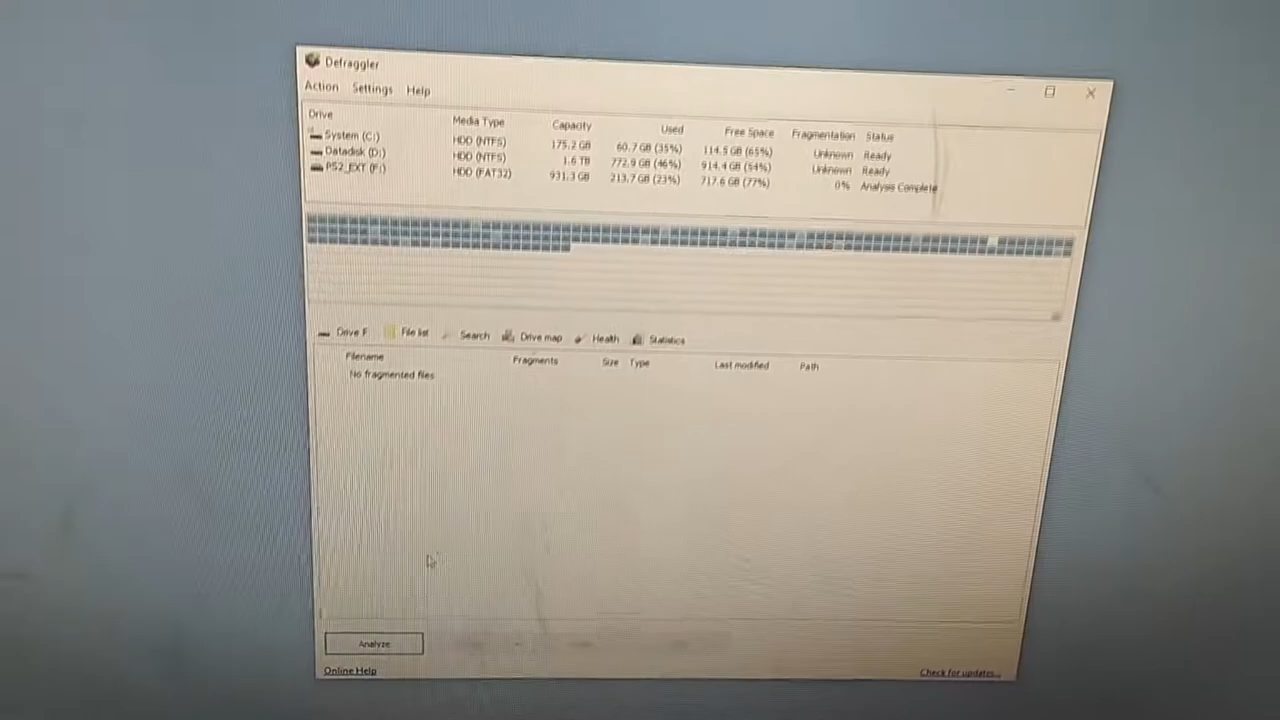 Defraggler
Action Settings Help
Drive Media Type Capacity Used Free Space Fragmentation Status
System (C:) HDD (NTFS) 175.2 GB 60.7 GB (35%) 114.5 GB (65%) Unknown Ready
Datadisk (D:) HDD (NTFS) 1.6 TB 772.9 GB (46%) 914.4 GB (54%) Unknown Ready
PS2_EXT (F:) HDD (FAT32) 931.3 GB 213.7 GB (23%) 717.6 GB (77%) 0% Analysis Complete
Drive F File list Search Drive map Health Statistics
Filename Fragments Size Type Last modified Path
No fragmented files
Analyze
Online Help Check for updates...